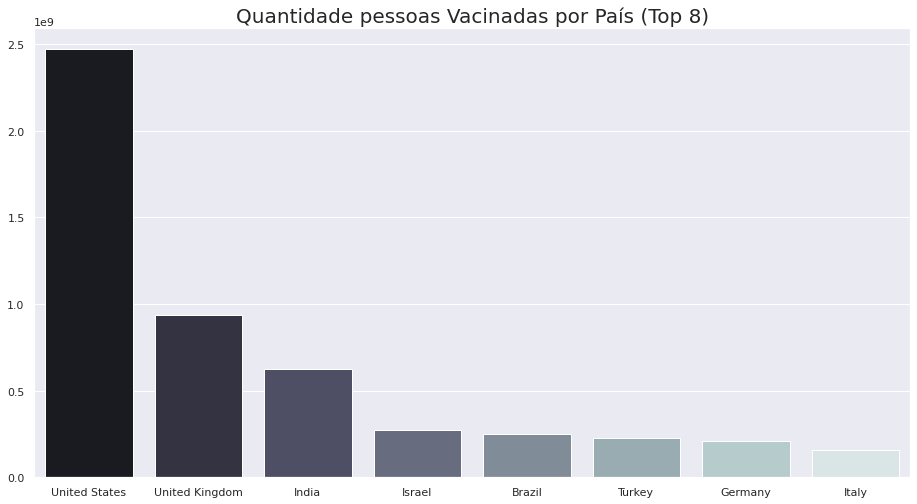 Quantidade pessoas Vacinadas por País (Top 8)
1e9
2.5
2.0
1.5
1.0
0.5
0.0
United States United Kingdom India Israel Brazil Turkey Germany Italy